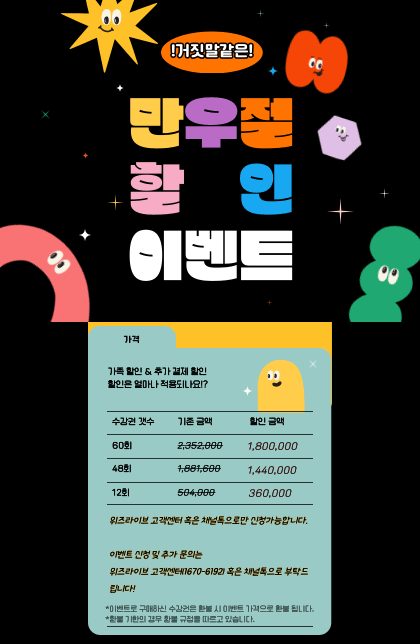 !거짓말같은!
만우절
할 인
이벤트
가격
가족 할인 & 추가 결제 할인
할인은 얼마나 적용되나요!?
수강권 갯수 기존 금액 할인 금액
60회 2,352,000 1,800,000
48회 1,881,600 1,440,000
12회 504,000 360,000
위즈라이브 고객센터 혹은 채널톡으로만 신청가능합니다.
이벤트 신청 및 추가 문의는
위즈라이브 고객센터(1670-6192) 혹은 채널톡으로 부탁드
립니다!
*이벤트로 구매하신 수강권은 환불 시 이벤트 가격으로 환불 됩니다.
*환불 기한의 경우 환불 규정을 따르고 있습니다.